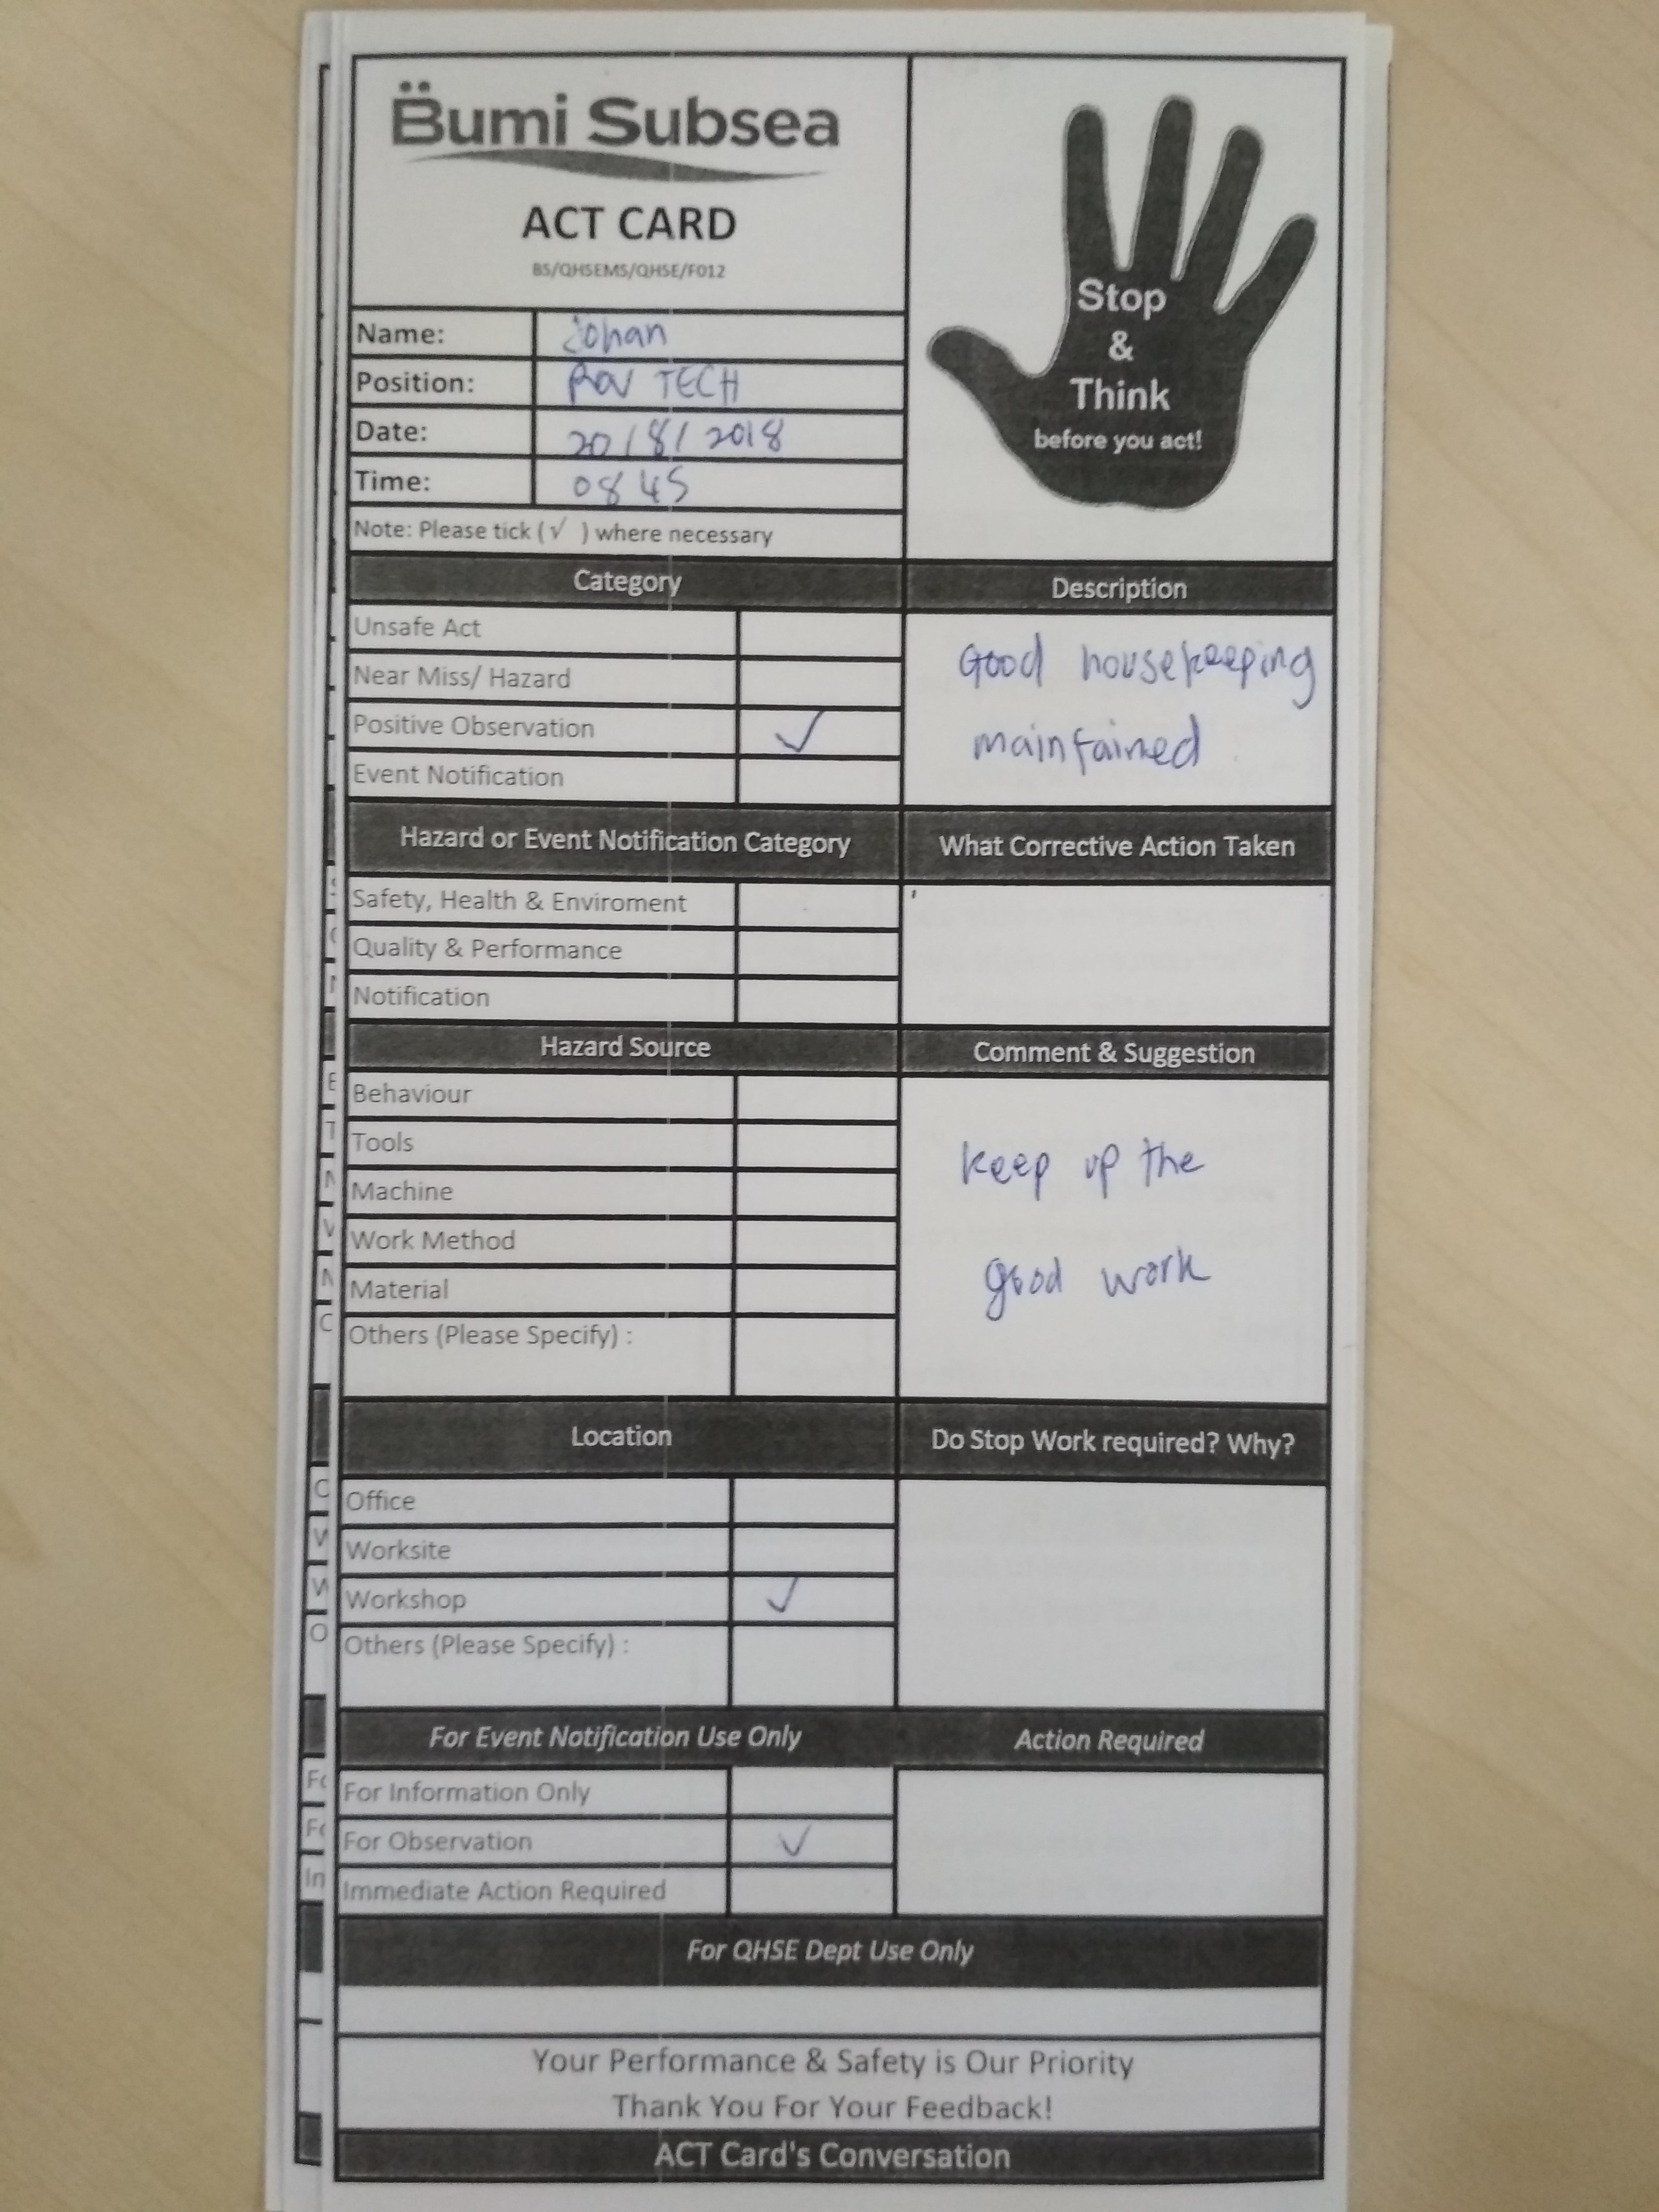 Bumi Subsea
ACT CARD
BS/QHSEMS/QHSE/F012
Stop
&
Think
before you act!
Name: Johan
Position: ROV TECH
Date: 20/8/2018
Time: 0845
Note: Please tick (√ ) where necessary
Category
Description
Unsafe Act
Near Miss/ Hazard
Positive Observation ✓
Event Notification
Good housekeeping
maintained
Hazard or Event Notification Category
What Corrective Action Taken
Safety, Health & Enviroment
Quality & Performance
Notification
Hazard Source
Comment & Suggestion
Behaviour
Tools
Machine
Work Method
Material
Others (Please Specify) :
keep up the
good work
Location
Do Stop Work required? Why?
Office
Worksite
Workshop ✓
Others (Please Specify) :
For Event Notification Use Only
Action Required
For Information Only
For Observation ✓
Immediate Action Required
For QHSE Dept Use Only
Your Performance & Safety is Our Priority
Thank You For Your Feedback!
ACT Card's Conversation